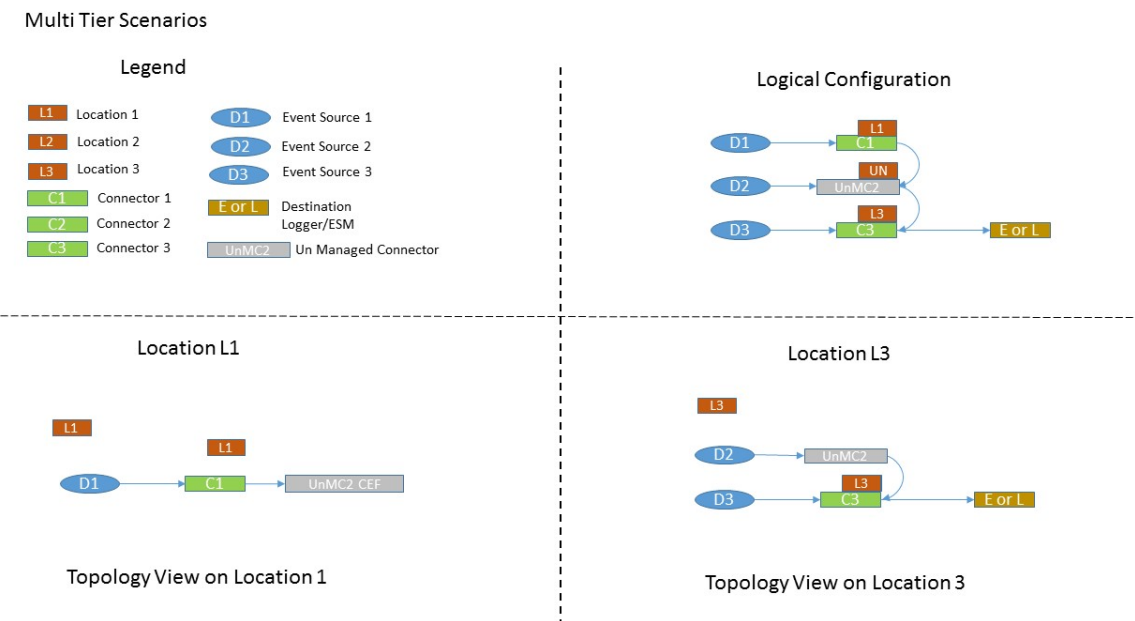 Multi Tier Scenarios
Legend
L1 Location 1
L2 Location 2
L3 Location 3
C1 Connector 1
C2 Connector 2
C3 Connector 3
D1 Event Source 1
D2 Event Source 2
D3 Event Source 3
E or L Destination
Logger/ESM
UnMC2 Un Managed Connector
Logical Configuration
L1
D1 C1
UN
D2 UnMC2
L3
D3 C3 E or L
Location L1
L1
L1
D1 C1 UnMC2 CEF
Topology View on Location 1
Location L3
L3
D2 UnMC2
L3
D3 C3 E or L
Topology View on Location 3